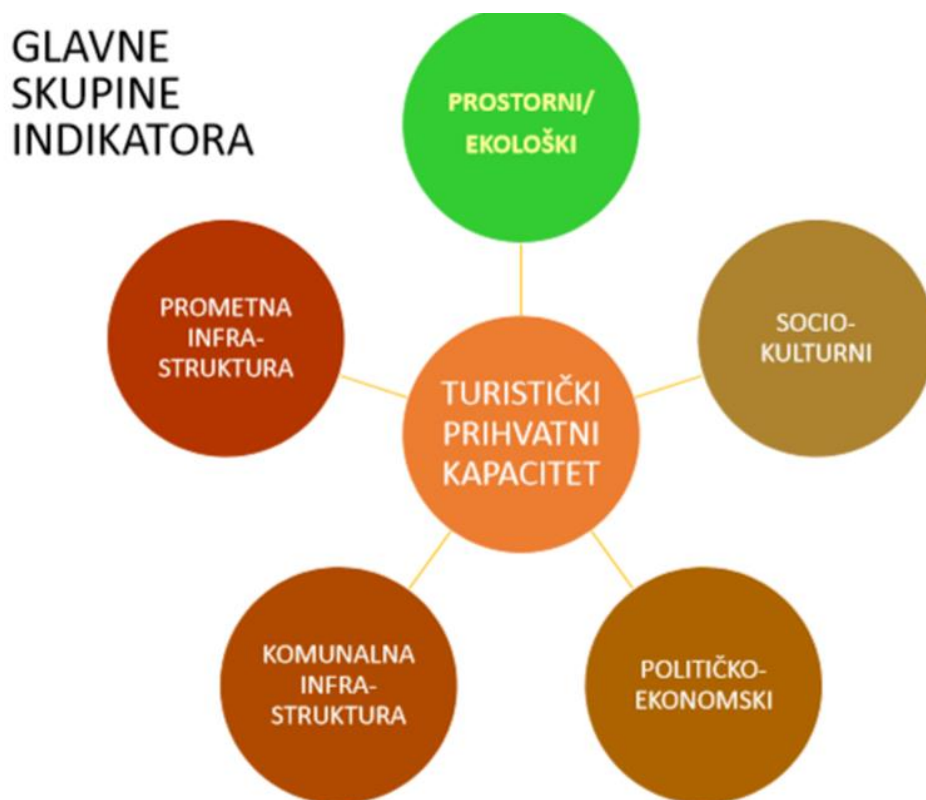 GLAVNE
SKUPINE
INDIKATORA
PROSTORNI/
EKOLOŠKI
PROMETNA
INFRA-
STRUKTURA
SOCIO-
KULTURNI
TURISTIČKI
PRIHVATNI
KAPACITET
KOMUNALNA
INFRA-
STRUKTURA
POLITIČKO-
EKONOMSKI